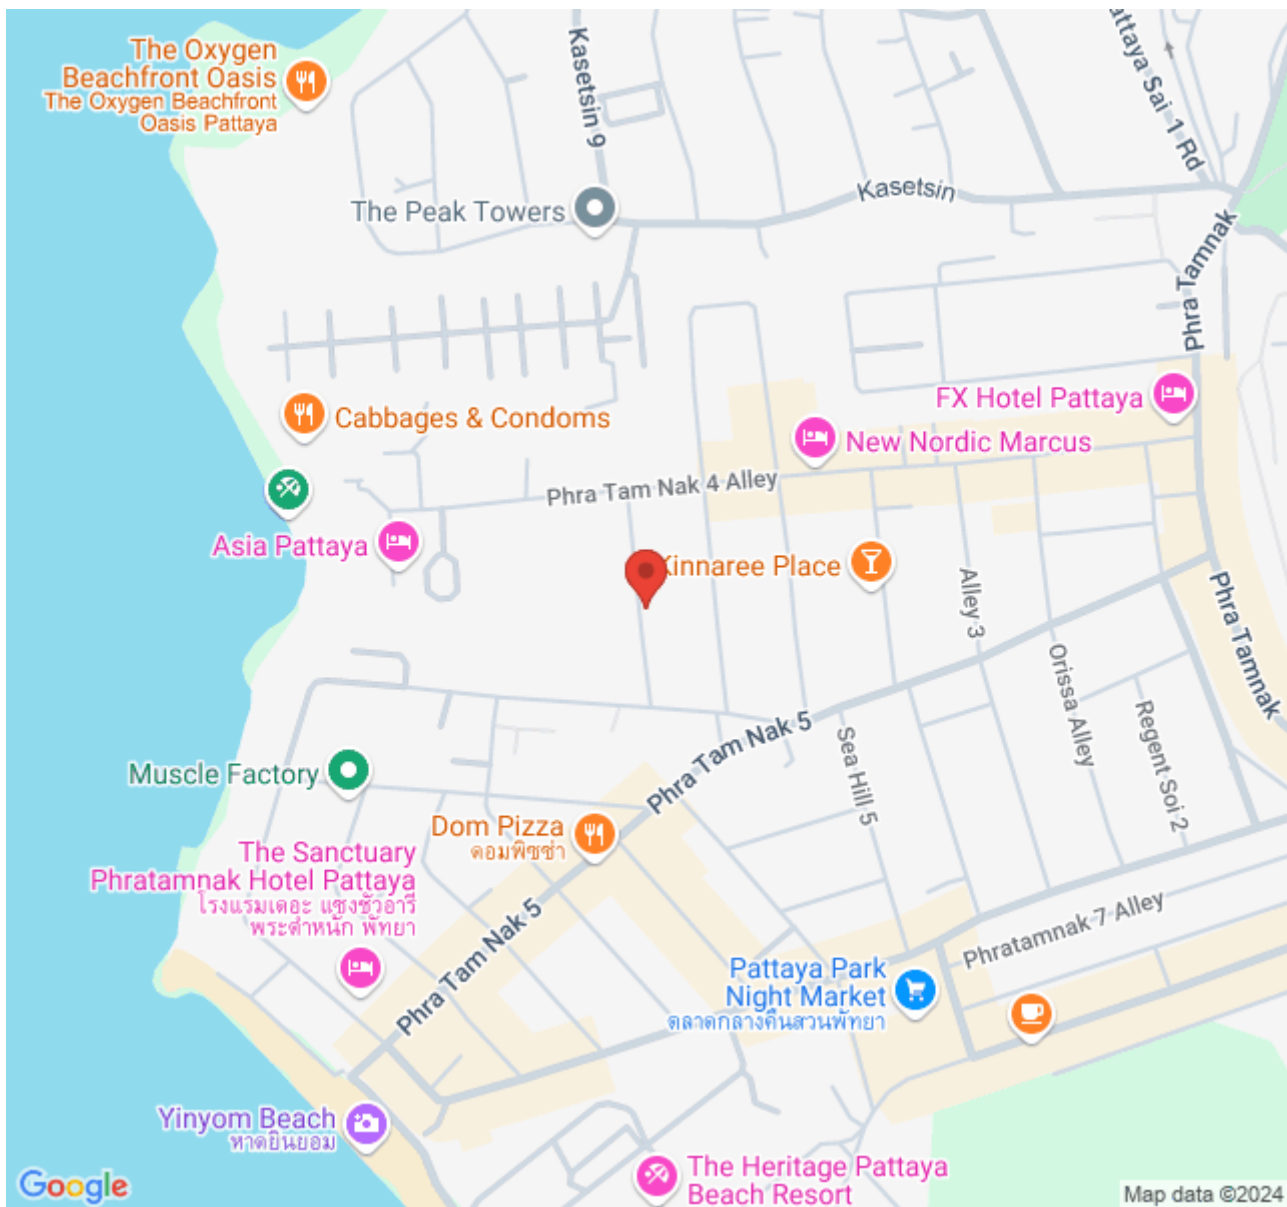 The Oxygen
Beachfront Oasis
The Oxygen Beachfront
Oasis Pattaya
Kasetsin 9
attaya Sai 1 Rd
The Peak Towers
Kasetsin
Phra Tamnak
Cabbages & Condoms
FX Hotel Pattaya
New Nordic Marcus
Phra Tam Nak 4 Alley
Asia Pattaya
Kinnaree Place
Alley 3
Phra Tamnak
Orissa Alley
Regent Soi 2
Phra Tam Nak 5
Sea Hill 5
Muscle Factory
Dom Pizza
ดอมพิซซ่า
The Sanctuary
Phratamnak Hotel Pattaya
โรงแรมเดอะ แซงชัวอารี
พระตำหนัก พัทยา
Phra Tam Nak 5
Phratamnak 7 Alley
Pattaya Park
Night Market
ตลาดกลางคืนสวนพัทยา
Yinyom Beach
หาดยินยอม
The Heritage Pattaya
Beach Resort
Google
Map data ©2024